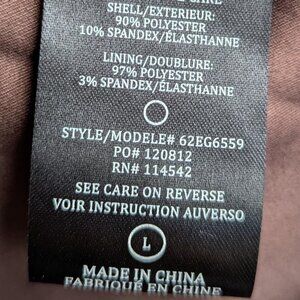 SHELL/EXTERIEUR:
90% POLYESTER
10% SPANDEX/ÉLASTHANNE
LINING/DOUBLURE:
97% POLYESTER
3% SPANDEX/ÉLASTHANNE
STYLE/MODELE# 62EG6559
PO# 120812
RN# 114542
SEE CARE ON REVERSE
VOIR INSTRUCTION AUVERSO
L
MADE IN CHINA
FABRIQUÉ EN CHINE